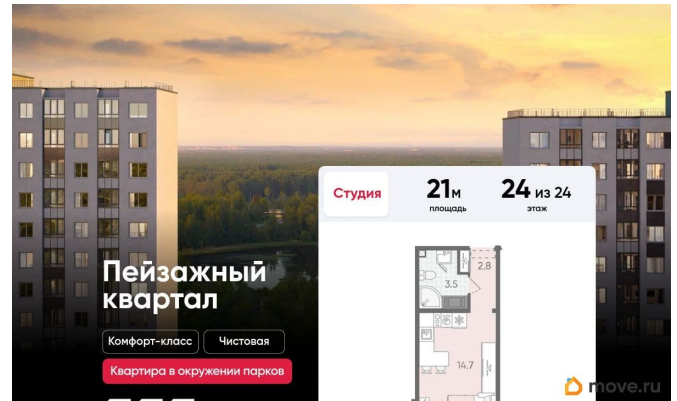 Студия
21м
площадь
24 из 24
этаж
Пейзажный
квартал
Комфорт-класс
Чистовая
Квартира в окружении парков
2.8
3.5
14.7
move.ru